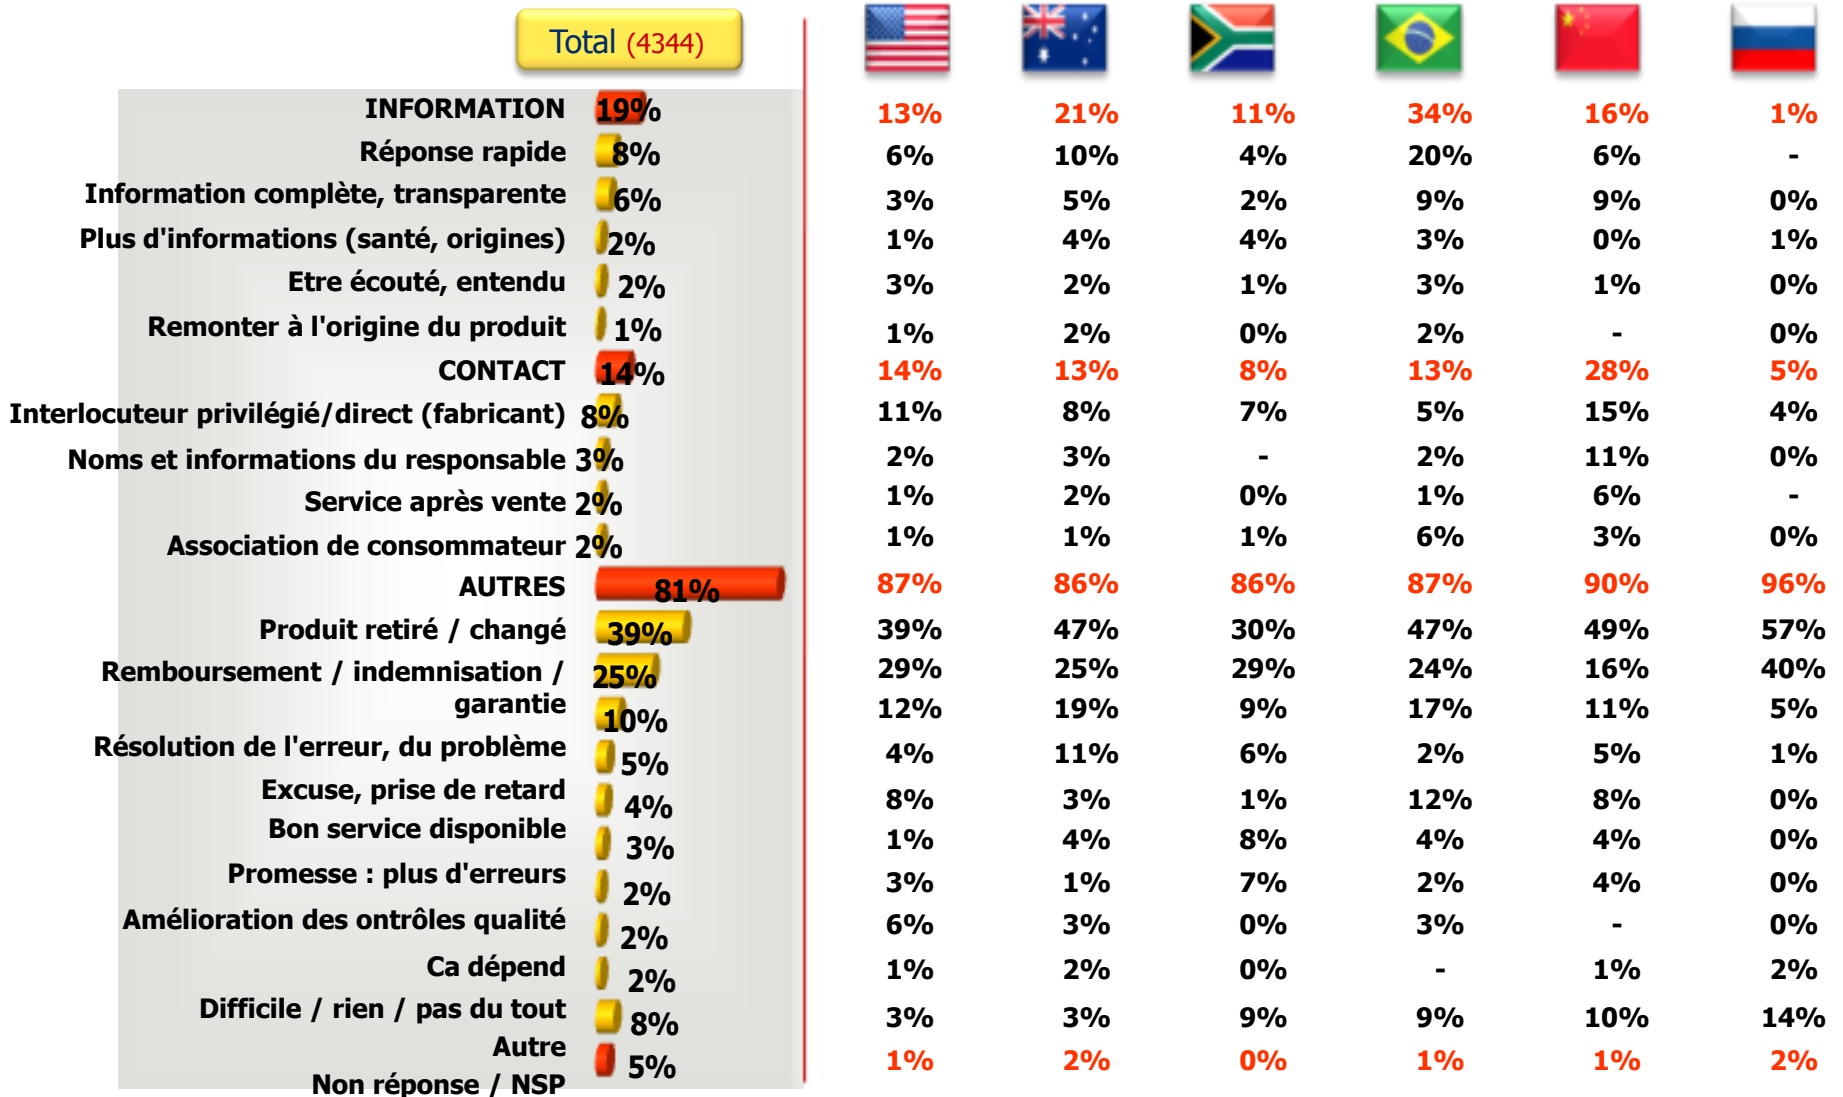 Total (4344)
INFORMATION 19% 13% 21% 11% 34% 16% 1%
Réponse rapide 8% 6% 10% 4% 20% 6% -
Information complète, transparente 6% 3% 5% 2% 9% 9% 0%
Plus d'informations (santé, origines) 2% 1% 4% 4% 3% 0% 1%
Etre écouté, entendu 2% 3% 2% 1% 3% 1% 0%
Remonter à l'origine du produit 1% 1% 2% 0% 2% - 0%
CONTACT 14% 14% 13% 8% 13% 28% 5%
Interlocuteur privilégié/direct (fabricant) 8% 11% 8% 7% 5% 15% 4%
Noms et informations du responsable 3% 2% 3% - 2% 11% 0%
Service après vente 2% 1% 2% 0% 1% 6% -
Association de consommateur 2% 1% 1% 1% 6% 3% 0%
AUTRES 81% 87% 86% 86% 87% 90% 96%
Produit retiré / changé 39% 39% 47% 30% 47% 49% 57%
Remboursement / indemnisation / 25% 29% 25% 29% 24% 16% 40%
garantie 10% 12% 19% 9% 17% 11% 5%
Résolution de l'erreur, du problème 5% 4% 11% 6% 2% 5% 1%
Excuse, prise de retard 4% 8% 3% 1% 12% 8% 0%
Bon service disponible 3% 1% 4% 8% 4% 4% 0%
Promesse : plus d'erreurs 2% 3% 1% 7% 2% 4% 0%
Amélioration des ontrôles qualité 2% 6% 3% 0% 3% - 0%
Ca dépend 2% 1% 2% 0% - 1% 2%
Difficile / rien / pas du tout 8% 3% 3% 9% 9% 10% 14%
Autre 5% 1% 2% 0% 1% 1% 2%
Non réponse / NSP